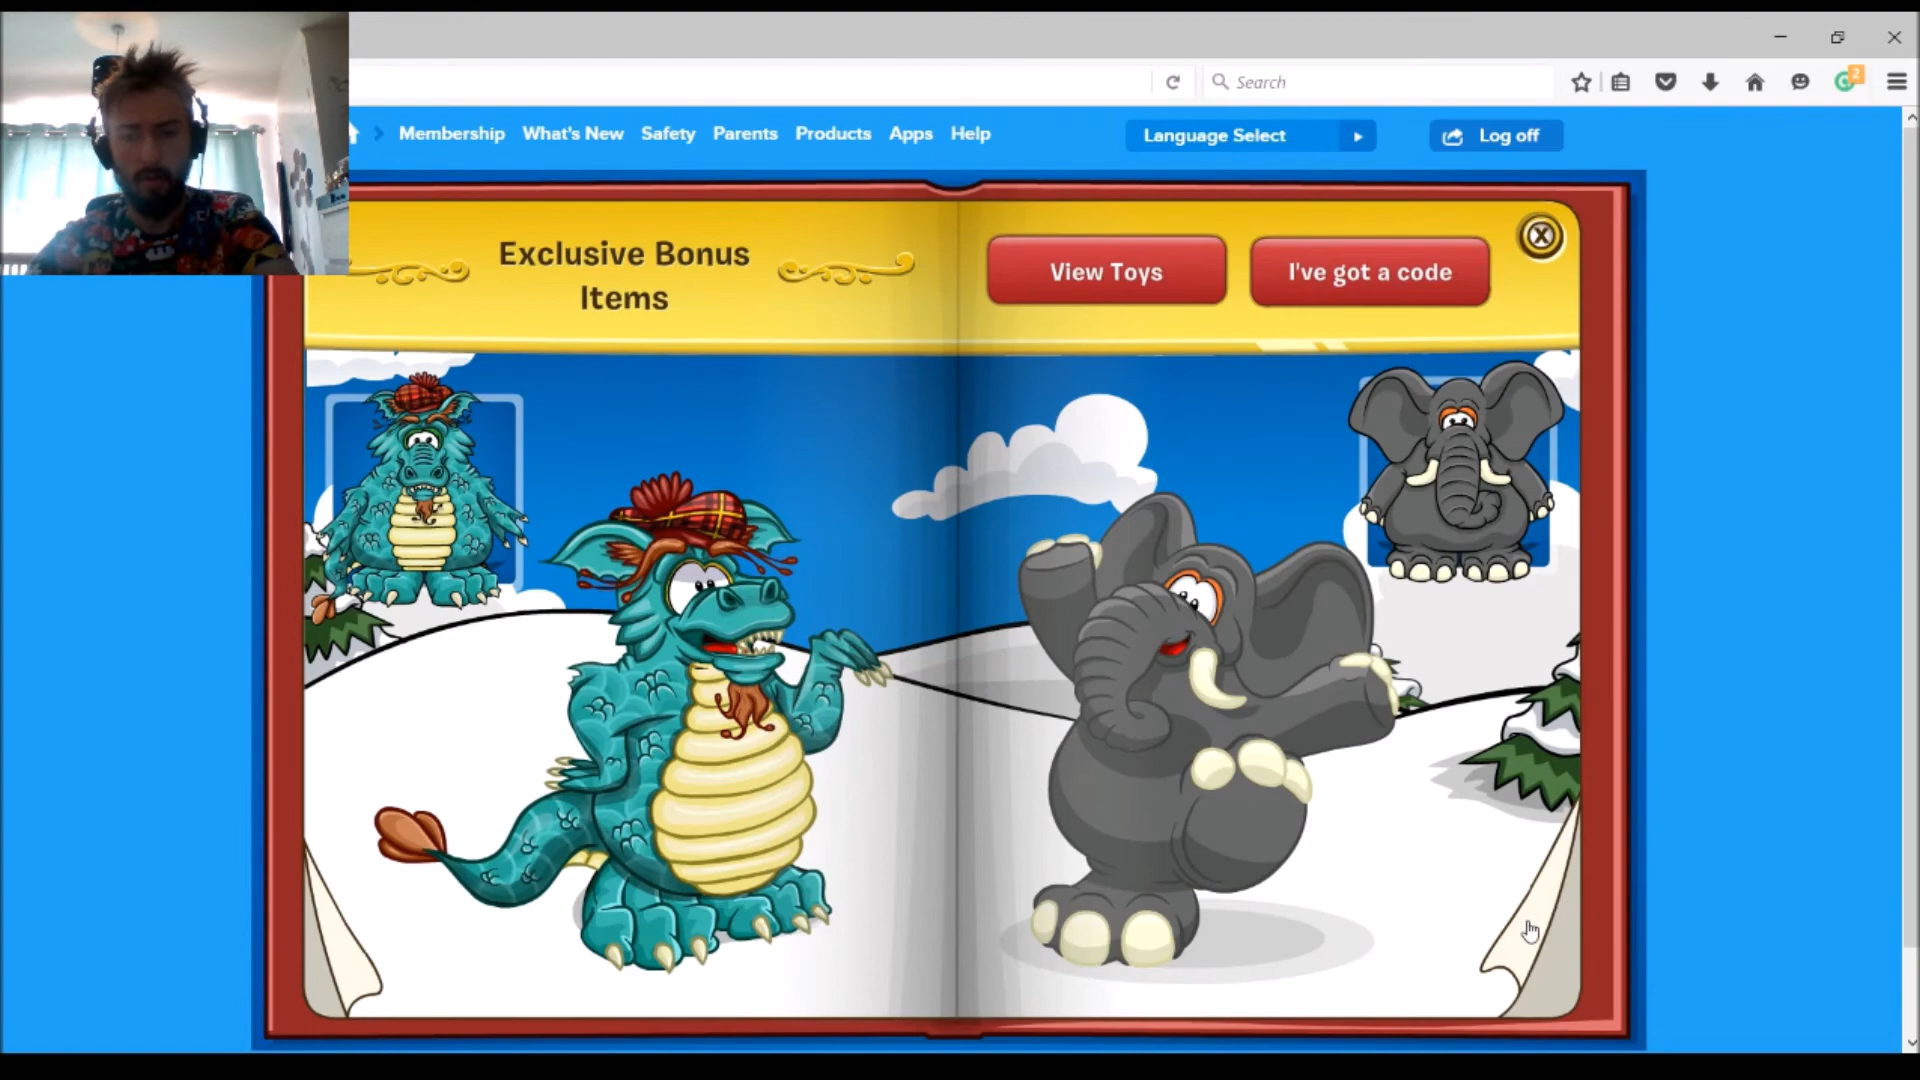 Search
2
Membership What's New Safety Parents Products Apps Help
Language Select
Log off
Exclusive Bonus
Items
View Toys
I've got a code
X